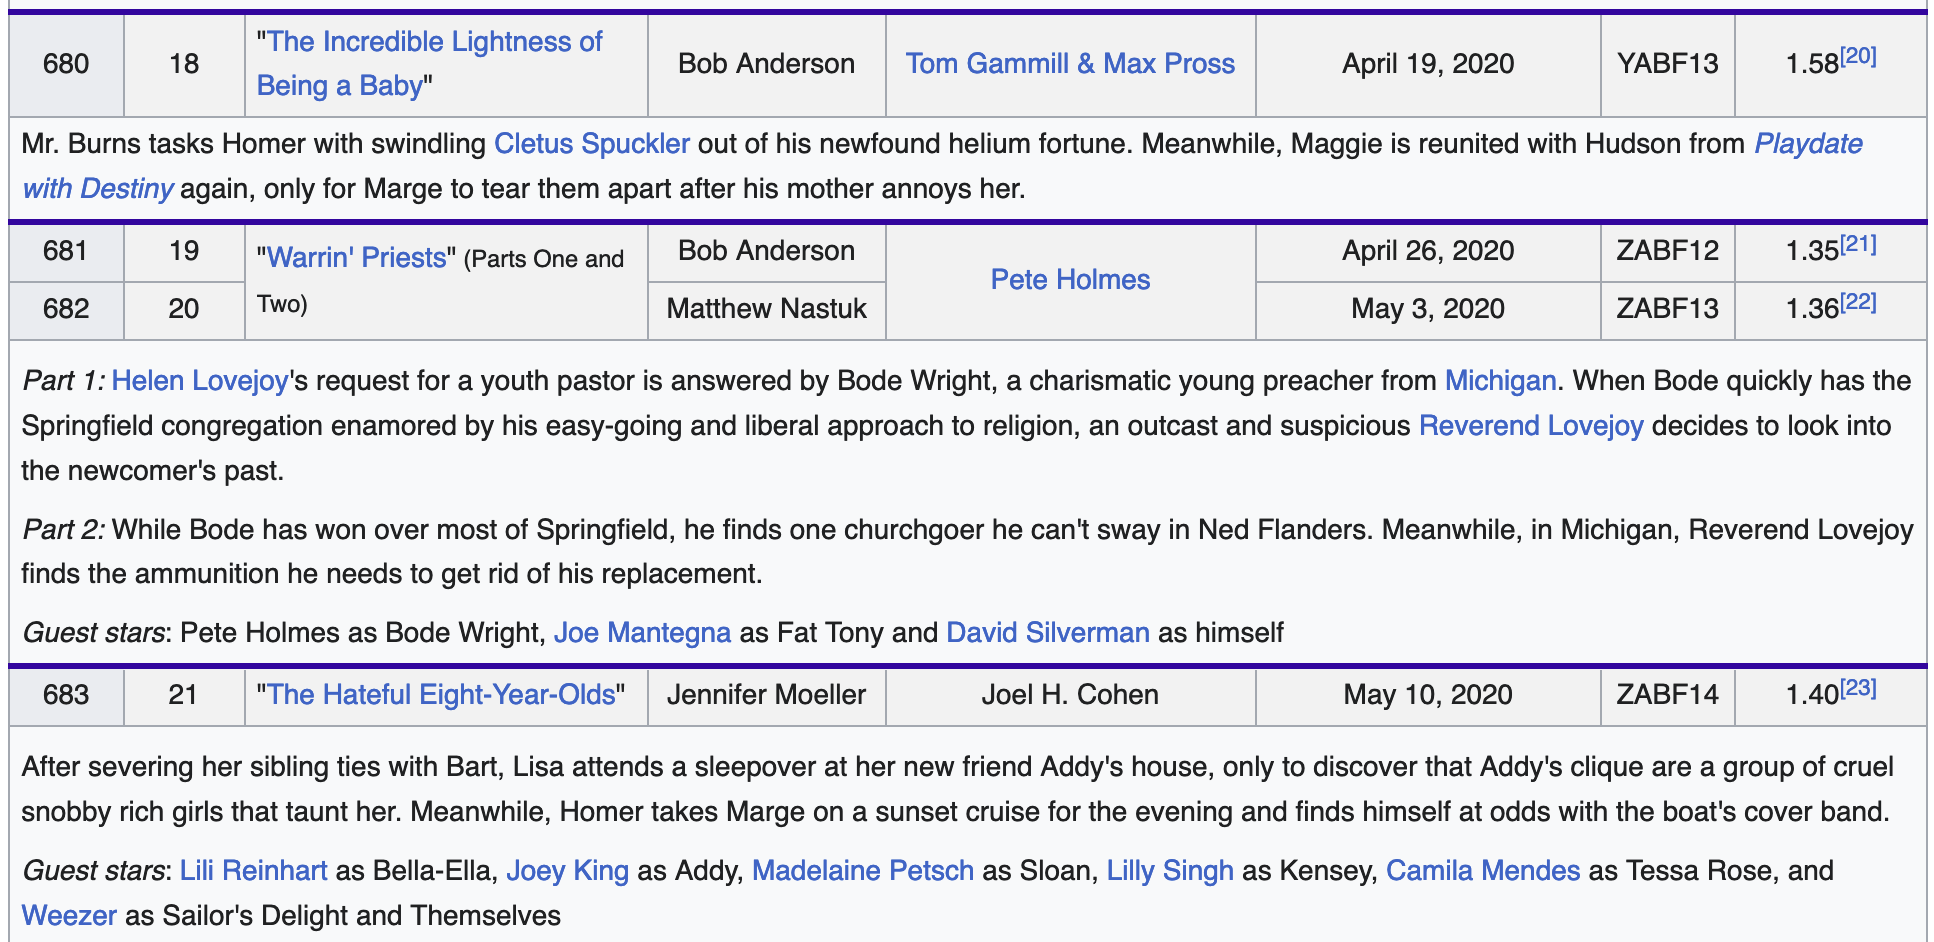 680 18 "The Incredible Lightness of Being a Baby" Bob Anderson Tom Gammill & Max Pross April 19, 2020 YABF13 1.58[20]
Mr. Burns tasks Homer with swindling Cletus Spuckler out of his newfound helium fortune. Meanwhile, Maggie is reunited with Hudson from Playdate
with Destiny again, only for Marge to tear them apart after his mother annoys her.
681 19 "Warrin' Priests" (Parts One and Two) Bob Anderson Pete Holmes April 26, 2020 ZABF12 1.35[21]
682 20 Matthew Nastuk May 3, 2020 ZABF13 1.36[22]
Part 1: Helen Lovejoy's request for a youth pastor is answered by Bode Wright, a charismatic young preacher from Michigan. When Bode quickly has the
Springfield congregation enamored by his easy-going and liberal approach to religion, an outcast and suspicious Reverend Lovejoy decides to look into
the newcomer's past.
Part 2: While Bode has won over most of Springfield, he finds one churchgoer he can't sway in Ned Flanders. Meanwhile, in Michigan, Reverend Lovejoy
finds the ammunition he needs to get rid of his replacement.
Guest stars: Pete Holmes as Bode Wright, Joe Mantegna as Fat Tony and David Silverman as himself
683 21 "The Hateful Eight-Year-Olds" Jennifer Moeller Joel H. Cohen May 10, 2020 ZABF14 1.40[23]
After severing her sibling ties with Bart, Lisa attends a sleepover at her new friend Addy's house, only to discover that Addy's clique are a group of cruel
snobby rich girls that taunt her. Meanwhile, Homer takes Marge on a sunset cruise for the evening and finds himself at odds with the boat's cover band.
Guest stars: Lili Reinhart as Bella-Ella, Joey King as Addy, Madelaine Petsch as Sloan, Lilly Singh as Kensey, Camila Mendes as Tessa Rose, and
Weezer as Sailor's Delight and Themselves